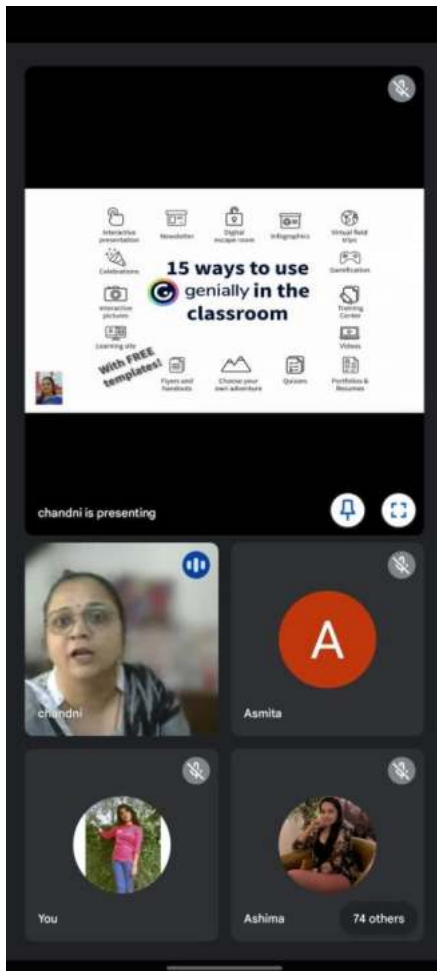 Interactive
presentation
Newsletter
Digital
escape room
Infographics
Virtual field
trips
Celebrations
15 ways to use
genially in the
classroom
Gamification
Interactive
pictures
Training
Center
Learning site
Videos
With FREE
templates!
Flyers and
handouts
Choose your
own adventure
Quizzes
Portfolios &
Resumes
chandni is presenting
chandni
A
Asmita
You
Ashima
74 others